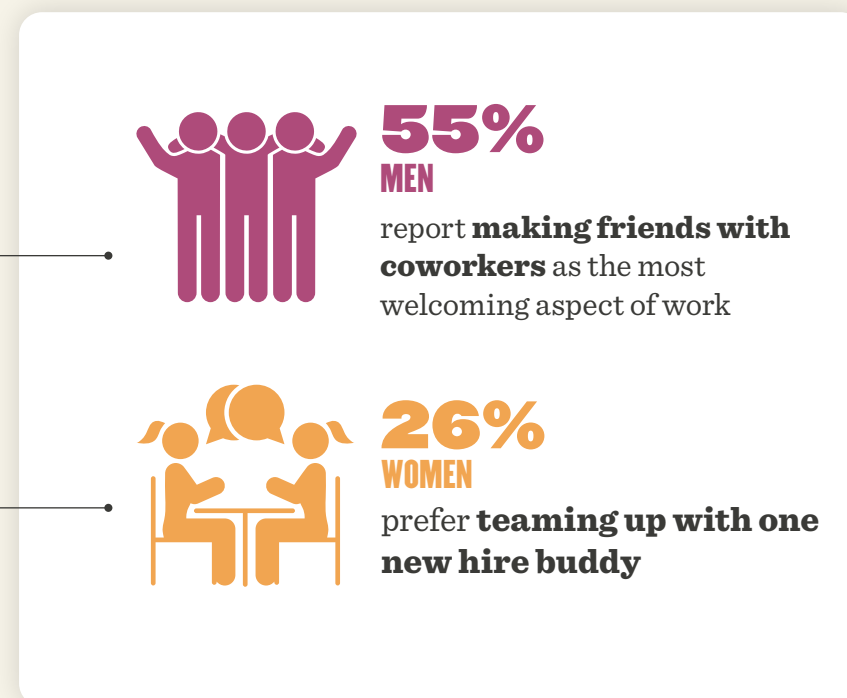 55%
MEN
report making friends with
coworkers as the most
welcoming aspect of work
26%
WOMEN
prefer teaming up with one
new hire buddy